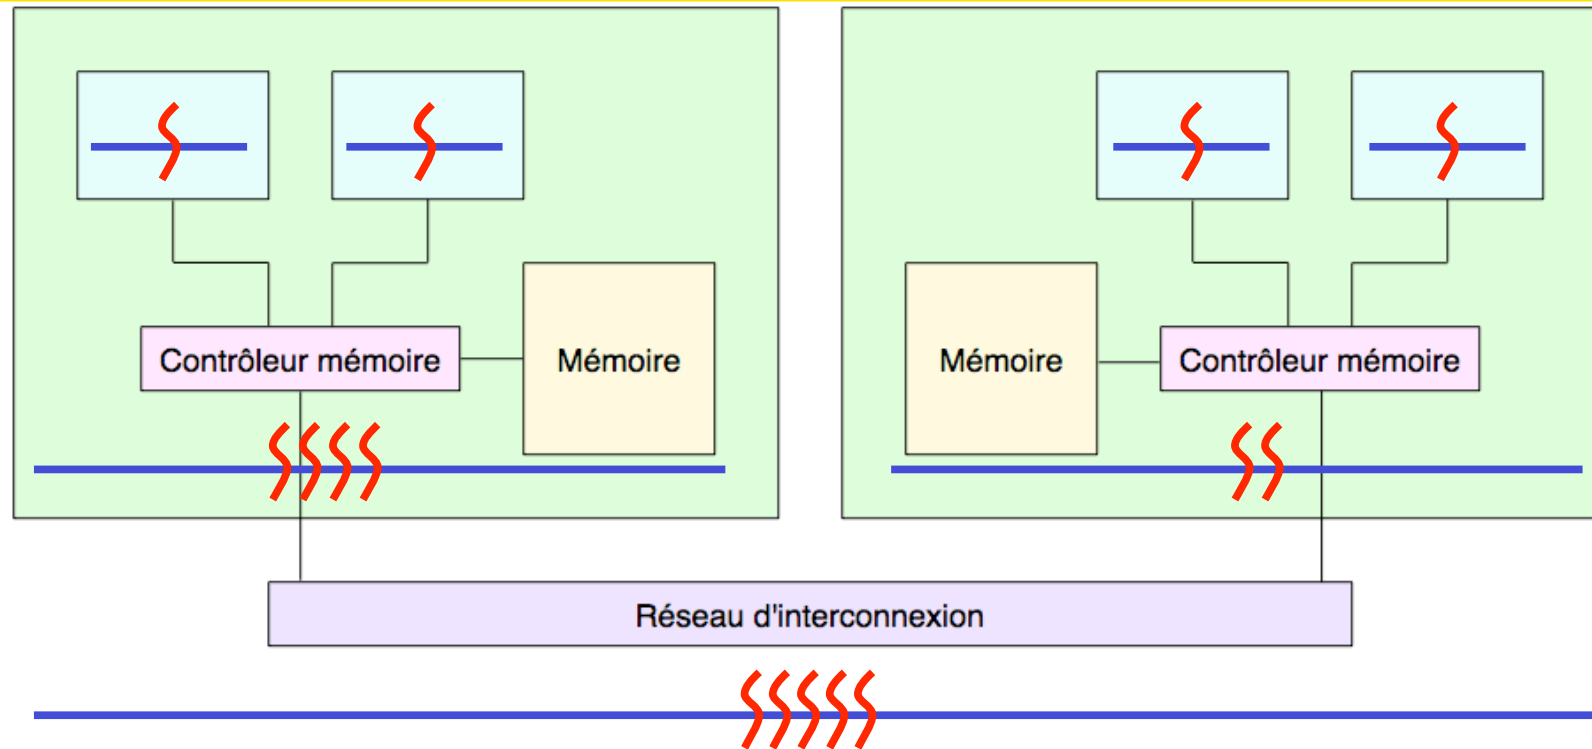 Contrôleur mémoire
Mémoire
Mémoire
Contrôleur mémoire
Réseau d'interconnexion